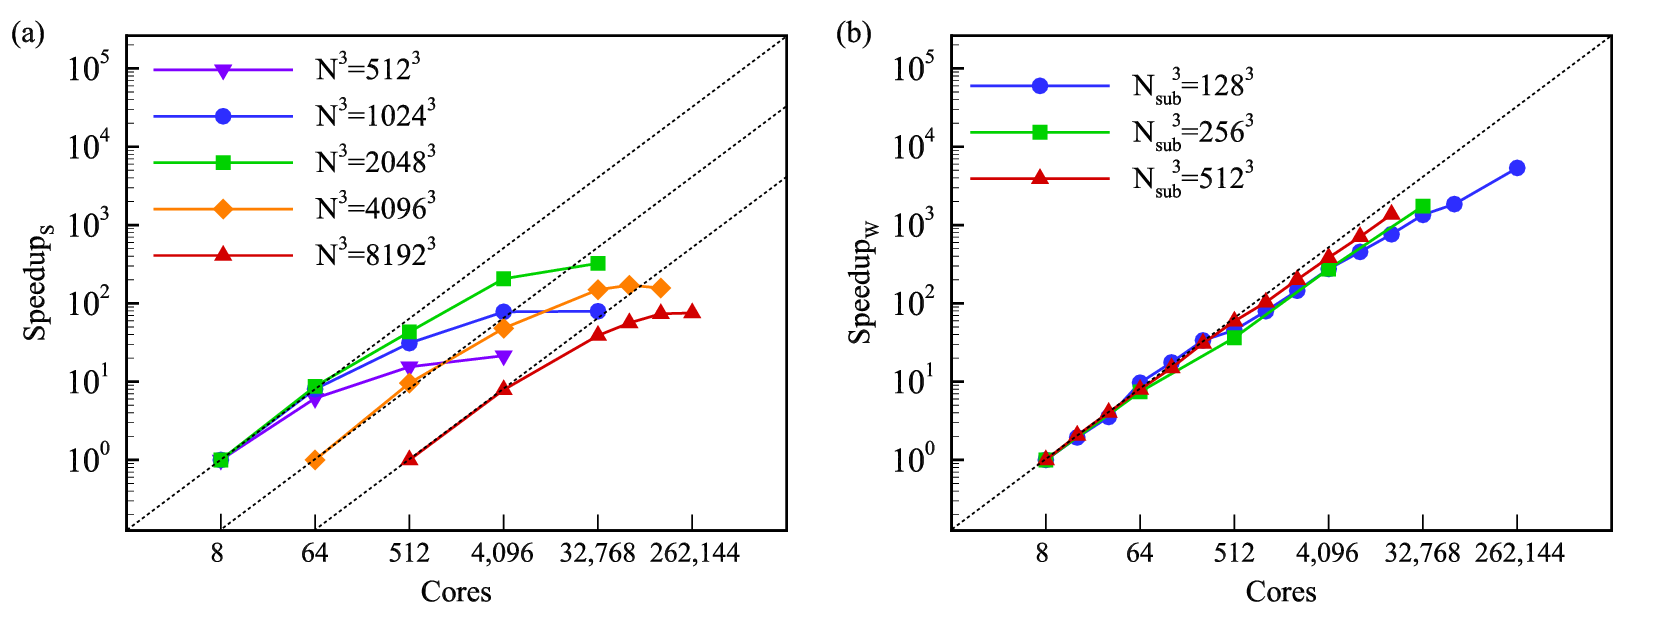 (a)
Speedup_S
10^5
10^4
10^3
10^2
10^1
10^0
N^3=512^3
N^3=1024^3
N^3=2048^3
N^3=4096^3
N^3=8192^3
8 64 512 4,096 32,768 262,144
Cores
(b)
Speedup_W
10^5
10^4
10^3
10^2
10^1
10^0
N_sub^3=128^3
N_sub^3=256^3
N_sub^3=512^3
8 64 512 4,096 32,768 262,144
Cores